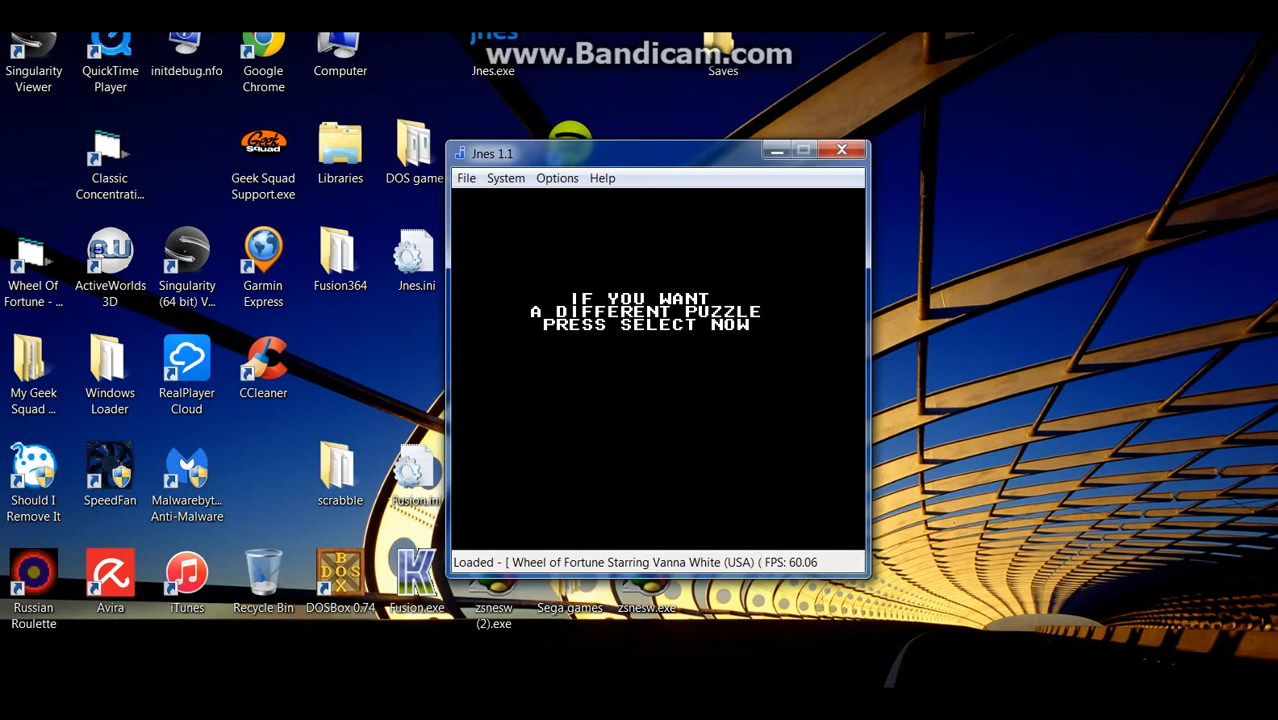 www.Bandicam.com
Singularity
Viewer
QuickTime
Player
initdebug.nfo
Google
Chrome
Computer
Jnes
Jnes.exe
Saves
Classic
Concentrati...
Geek
Squad
Geek Squad
Support.exe
Libraries
DOS game
Jnes 1.1
File System Options Help
IF YOU WANT
A DIFFERENT PUZZLE
PRESS SELECT NOW
Wheel Of
Fortune - ...
ActiveWorlds
3D
Singularity
(64 bit) V...
Garmin
Express
Fusion364
Jnes.ini
My Geek
Squad ...
Windows
Loader
RealPlayer
Cloud
CCleaner
Should I
Remove It
SpeedFan
Malwarebyt...
Anti-Malware
scrabble
Fusion.ini
Loaded - [ Wheel of Fortune Starring Vanna White (USA) ( FPS: 60.06
BOX
DOS
Russian
Roulette
Avira
iTunes
Recycle Bin
DOSBox 0.74
Fusion.exe
zsnesw
(2).exe
Sega games
zsnesw.exe